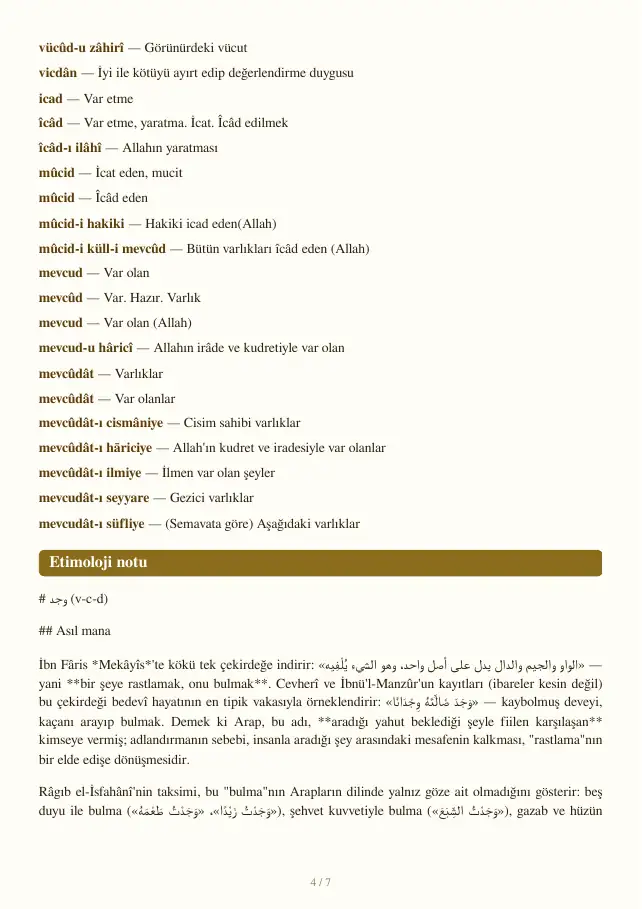 vücûd-u zâhirî — Görünürdeki vücut
vicdân — İyi ile kötüyü ayırt edip değerlendirme duygusu
icad — Var etme
îcâd — Var etme, yaratma. İcat. Îcâd edilmek
îcâd-ı ilâhî — Allahın yaratması
mûcid — İcat eden, mucit
mûcid — Îcâd eden
mûcid-i hakiki — Hakiki icad eden(Allah)
mûcid-i küll-i mevcûd — Bütün varlıkları îcâd eden (Allah)
mevcud — Var olan
mevcûd — Var. Hazır. Varlık
mevcud — Var olan (Allah)
mevcud-u hâricî — Allahın irâde ve kudretiyle var olan
mevcûdât — Varlıklar
mevcûdât — Var olanlar
mevcûdât-ı cismâniye — Cisim sahibi varlıklar
mevcûdât-ı hâriciye — Allah'ın kudret ve iradesiyle var olanlar
mevcûdât-ı ilmiye — İlmen var olan şeyler
mevcudât-ı seyyare — Gezici varlıklar
mevcudât-ı süfliye — (Semavata göre) Aşağıdaki varlıklar
Etimoloji notu
# وجد (v-c-d)
## Asıl mana
İbn Fâris *Mekâyîs*'te kökü tek çekirdeğe indirir: «الواو والجيم والدال يدل على أصل واحد، وهو الشيء يُلْفِيه» —
yani **bir şeye rastlamak, onu bulmak**. Cevherî ve İbnü'l-Manzûr'un kayıtları (ibareler kesin değil)
bu çekirdeği bedevî hayatının en tipik vakasıyla örneklendirir: «وَجَدَ ضَالَّتَهُ وِجْدَانًا» — kaybolmuş deveyi,
kaçanı arayıp bulmak. Demek ki Arap, bu adı, **aradığı yahut beklediği şeyle fiilen karşılaşan**
kimseye vermiş; adlandırmanın sebebi, insanla aradığı şey arasındaki mesafenin kalkması, "rastlama"nın
bir elde edişe dönüşmesidir.
Râgıb el-İsfahânî'nin taksimi, bu "bulma"nın Arapların dilinde yalnız göze ait olmadığını gösterir: beş
duyu ile bulma («وَجَدْتُ زَيْدًا»، «وَجَدْتُ طَعْمَهُ»), şehvet kuvvetiyle bulma («وَجَدْتُ الشِّبَعَ»), gazab ve hüzün
4 / 7